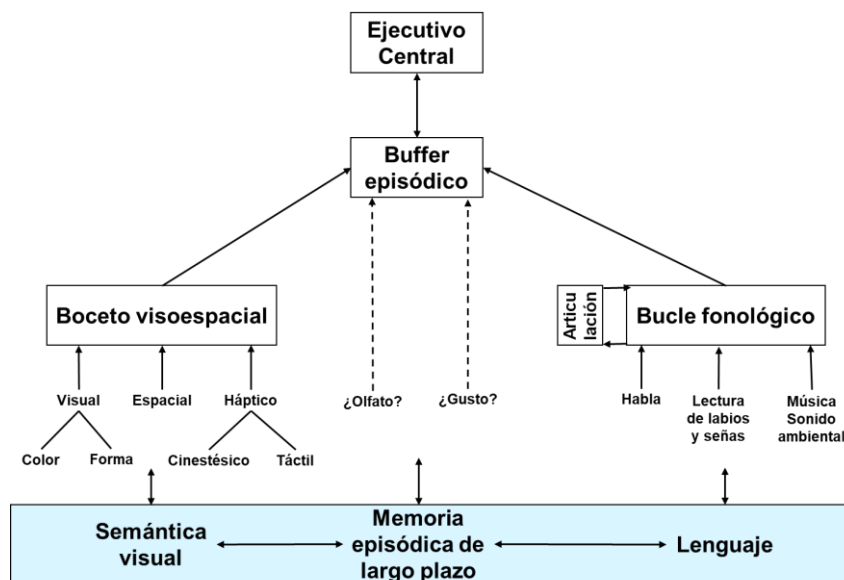 Ejecutivo
Central
Buffer
episódico
Boceto visoespacial
Articu
lación
Bucle fonológico
Visual
Espacial
Háptico
¿Olfato?
¿Gusto?
Habla
Lectura
de labios
y señas
Música
Sonido
ambiental
Color
Forma
Cinestésico
Táctil
Semántica
visual
Memoria
episódica de
largo plazo
Lenguaje